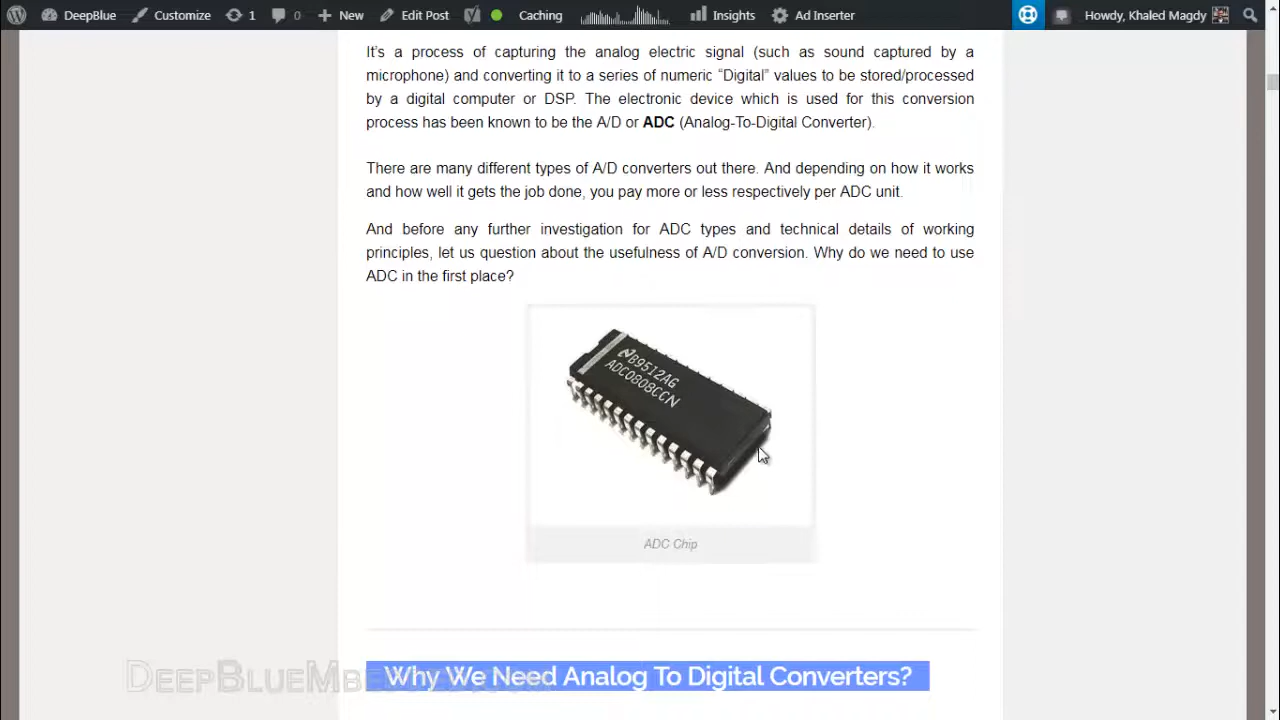 DeepBlue Customize 1 0 New Edit Post Caching Insights Ad Inserter Howdy, Khaled Magdy
It's a process of capturing the analog electric signal (such as sound captured by a
microphone) and converting it to a series of numeric “Digital” values to be stored/processed
by a digital computer or DSP. The electronic device which is used for this conversion
process has been known to be the A/D or ADC (Analog-To-Digital Converter).
There are many different types of A/D converters out there. And depending on how it works
and how well it gets the job done, you pay more or less respectively per ADC unit.
And before any further investigation for ADC types and technical details of working
principles, let us question about the usefulness of A/D conversion. Why do we need to use
ADC in the first place?
B9512AG
ADC0808CCN
ADC Chip
Why We Need Analog To Digital Converters?